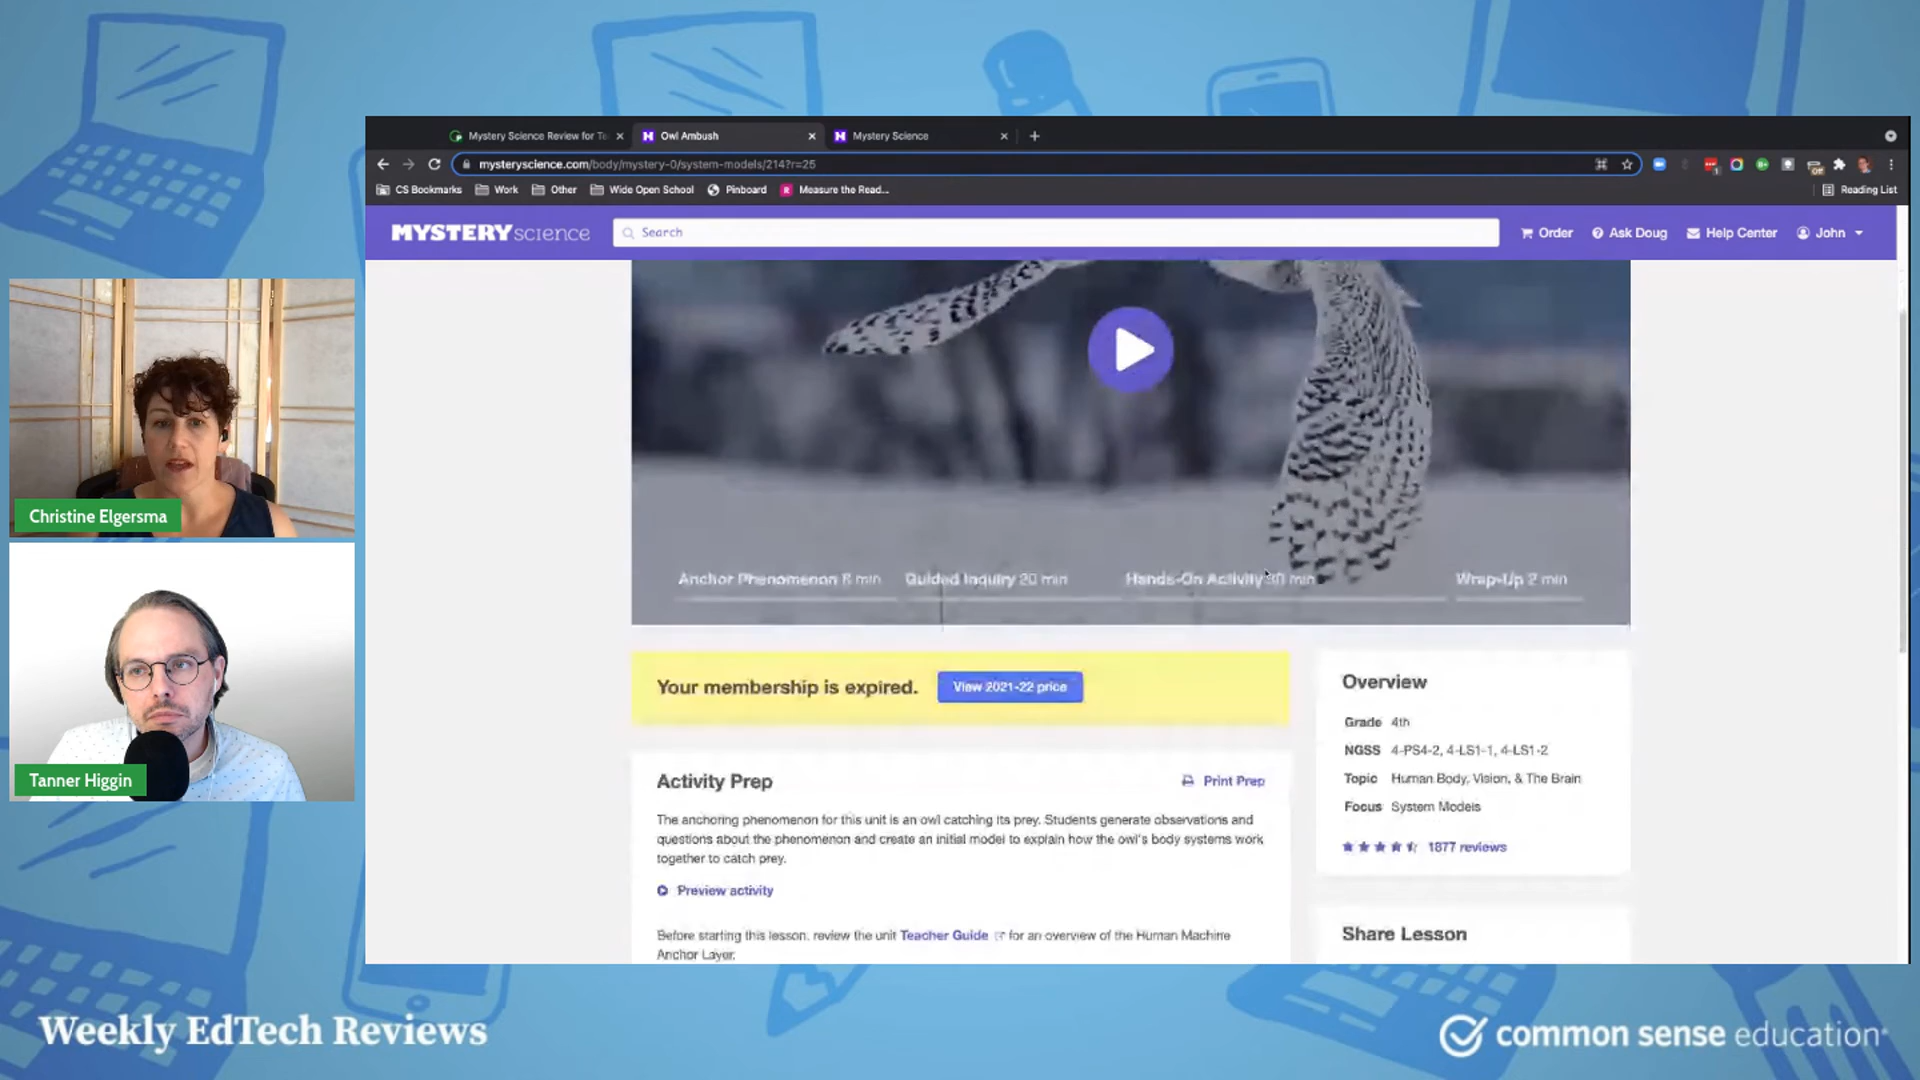 Mystery Science Review for Te
Owl Ambush
Mystery Science
mysteryscience.com/body/mystery-0/system-models/214?r=25
CS Bookmarks
Work
Other
Wide Open School
Pinboard
Measure the Read...
Reading List
MYSTERYscience
Search
Order
Ask Doug
Help Center
John
Anchor Phenomenon 8 min
Guided Inquiry 20 min
Hands-On Activity 30 min
Wrap-Up 2 min
Your membership is expired.
View 2021-22 price
Overview
Grade 4th
NGSS 4-PS4-2, 4-LS1-1, 4-LS1-2
Topic Human Body, Vision, & The Brain
Focus System Models
1877 reviews
Activity Prep
Print Prep
The anchoring phenomenon for this unit is an owl catching its prey. Students generate observations and
questions about the phenomenon and create an initial model to explain how the owl's body systems work
together to catch prey.
Preview activity
Before starting this lesson, review the unit Teacher Guide for an overview of the Human Machine
Anchor Layer.
Share Lesson
Christine Elgersma
Tanner Higgin
Weekly EdTech Reviews
common sense education